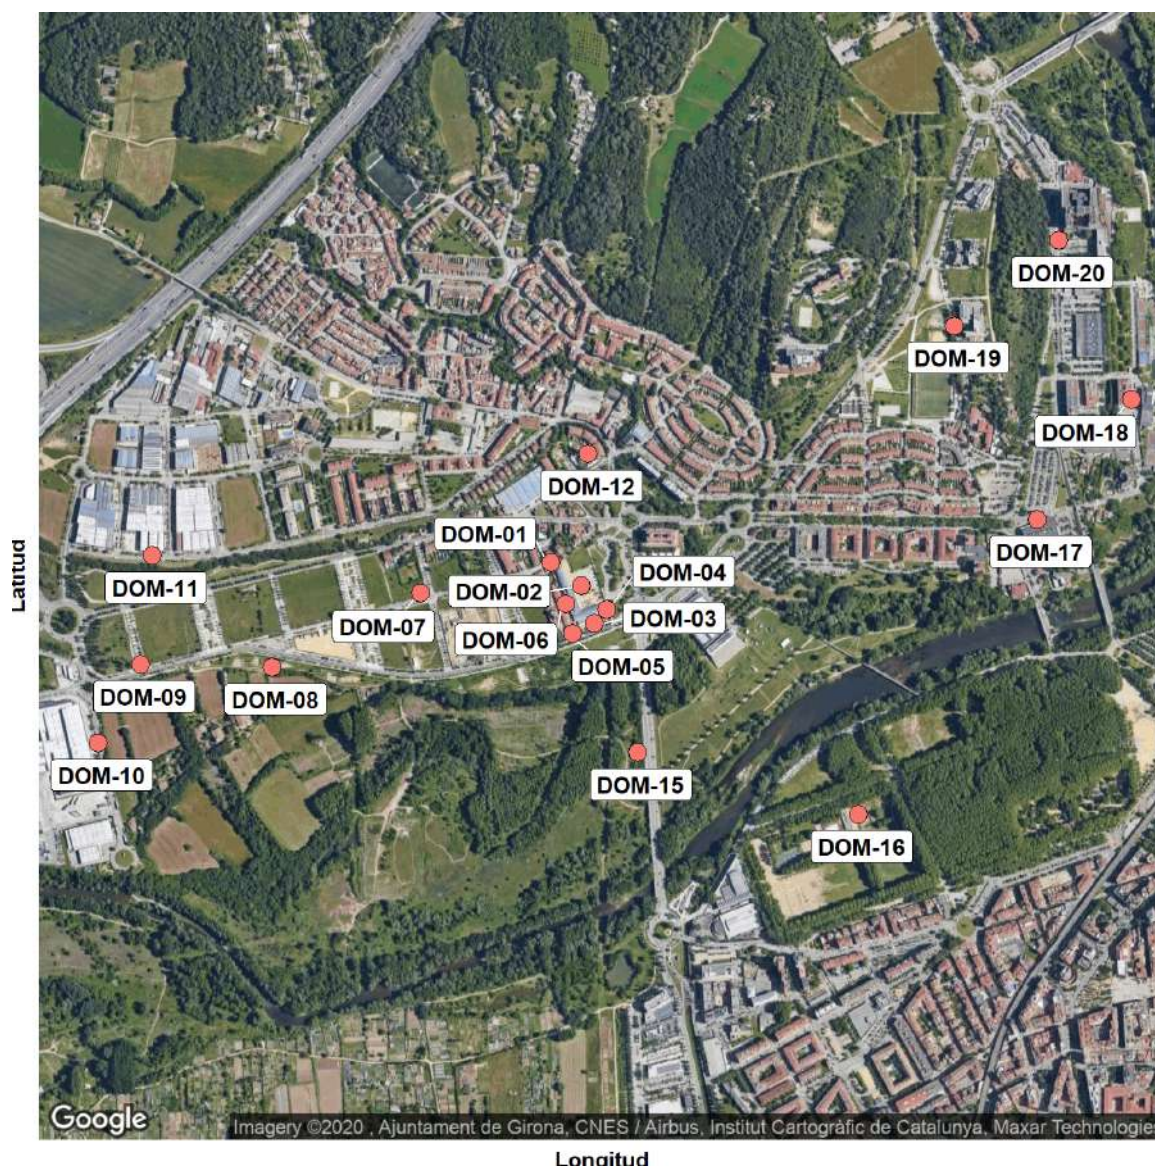 DOM-20
DOM-19
DOM-18
DOM-12
DOM-01
DOM-17
DOM-04
DOM-11
DOM-02
DOM-03
DOM-07
DOM-06
DOM-05
DOM-09
DOM-08
DOM-10
DOM-15
DOM-16
Latitud
Google
Imagery ©2020 , Ajuntament de Girona, CNES / Airbus, Institut Cartogràfic de Catalunya, Maxar Technologies
Longitud